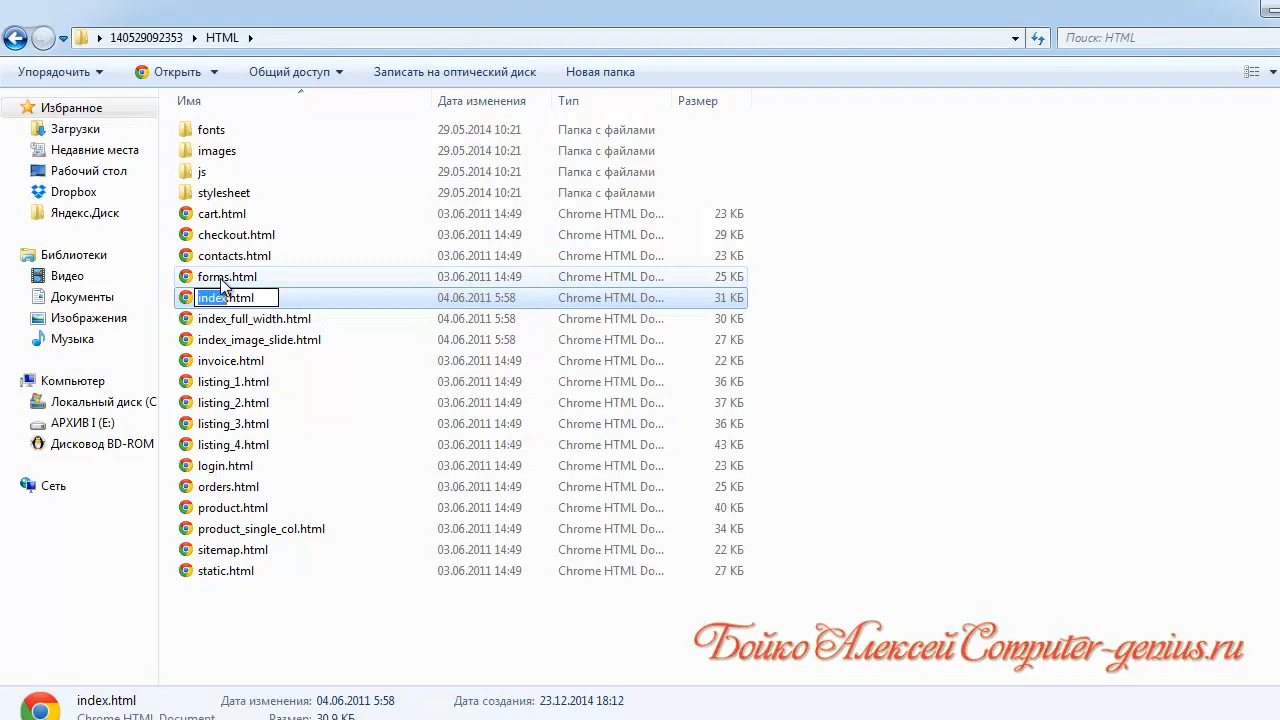 140529092353 HTML Поиск: HTML
Упорядочить Открыть Общий доступ Записать на оптический диск Новая папка
Избранное
Загрузки
Недавние места
Рабочий стол
Dropbox
Яндекс.Диск
Библиотеки
Видео
Документы
Изображения
Музыка
Компьютер
Локальный диск (C
АРХИВ I (E:)
Дисковод BD-ROM
Сеть
Имя Дата изменения Тип Размер
fonts 29.05.2014 10:21 Папка с файлами
images 29.05.2014 10:21 Папка с файлами
js 29.05.2014 10:21 Папка с файлами
stylesheet 29.05.2014 10:21 Папка с файлами
cart.html 03.06.2011 14:49 Chrome HTML Do... 23 КБ
checkout.html 03.06.2011 14:49 Chrome HTML Do... 29 КБ
contacts.html 03.06.2011 14:49 Chrome HTML Do... 23 КБ
forms.html 03.06.2011 14:49 Chrome HTML Do... 25 КБ
index.html 04.06.2011 5:58 Chrome HTML Do... 31 КБ
index_full_width.html 04.06.2011 5:58 Chrome HTML Do... 30 КБ
index_image_slide.html 04.06.2011 5:58 Chrome HTML Do... 27 КБ
invoice.html 03.06.2011 14:49 Chrome HTML Do... 22 КБ
listing_1.html 03.06.2011 14:49 Chrome HTML Do... 36 КБ
listing_2.html 03.06.2011 14:49 Chrome HTML Do... 37 КБ
listing_3.html 03.06.2011 14:49 Chrome HTML Do... 36 КБ
listing_4.html 03.06.2011 14:49 Chrome HTML Do... 43 КБ
login.html 03.06.2011 14:49 Chrome HTML Do... 23 КБ
orders.html 03.06.2011 14:49 Chrome HTML Do... 25 КБ
product.html 03.06.2011 14:49 Chrome HTML Do... 40 КБ
product_single_col.html 03.06.2011 14:49 Chrome HTML Do... 34 КБ
sitemap.html 03.06.2011 14:49 Chrome HTML Do... 22 КБ
static.html 03.06.2011 14:49 Chrome HTML Do... 27 КБ
Бойко Алексей Computer-genius.ru
index.html Дата изменения: 04.06.2011 5:58 Дата создания: 23.12.2014 18:12
Chrome HTML Document Размер: 30,9 КБ